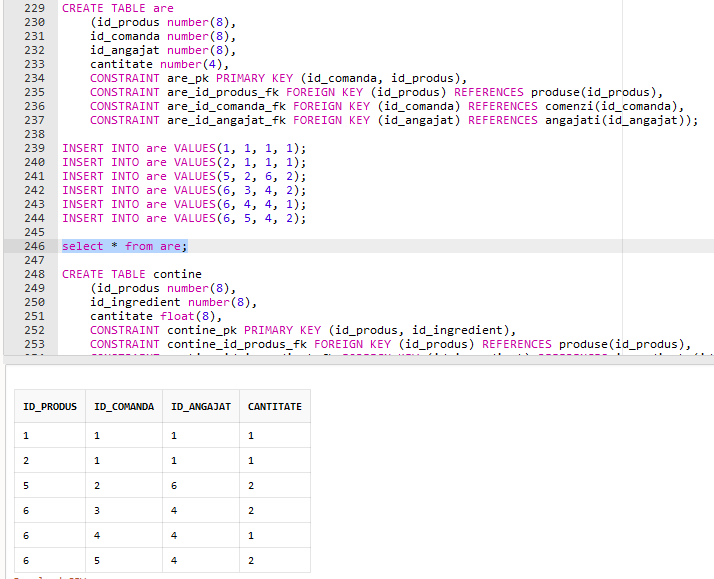 229 CREATE TABLE are
230 (id_produs number(8),
231 id_comanda number(8),
232 id_angajat number(8),
233 cantitate number(4),
234 CONSTRAINT are_pk PRIMARY KEY (id_comanda, id_produs),
235 CONSTRAINT are_id_produs_fk FOREIGN KEY (id_produs) REFERENCES produse(id_produs),
236 CONSTRAINT are_id_comanda_fk FOREIGN KEY (id_comanda) REFERENCES comenzi(id_comanda),
237 CONSTRAINT are_id_angajat_fk FOREIGN KEY (id_angajat) REFERENCES angajati(id_angajat));
238
239 INSERT INTO are VALUES(1, 1, 1, 1);
240 INSERT INTO are VALUES(2, 1, 1, 1);
241 INSERT INTO are VALUES(5, 2, 6, 2);
242 INSERT INTO are VALUES(6, 3, 4, 2);
243 INSERT INTO are VALUES(6, 4, 4, 1);
244 INSERT INTO are VALUES(6, 5, 4, 2);
245
246 select * from are;
247
248 CREATE TABLE contine
249 (id_produs number(8),
250 id_ingredient number(8),
251 cantitate float(8),
252 CONSTRAINT contine_pk PRIMARY KEY (id_produs, id_ingredient),
253 CONSTRAINT contine_id_produs_fk FOREIGN KEY (id_produs) REFERENCES produse(id_produs),
ID_PRODUS ID_COMANDA ID_ANGAJAT CANTITATE
1 1 1 1
2 1 1 1
5 2 6 2
6 3 4 2
6 4 4 1
6 5 4 2